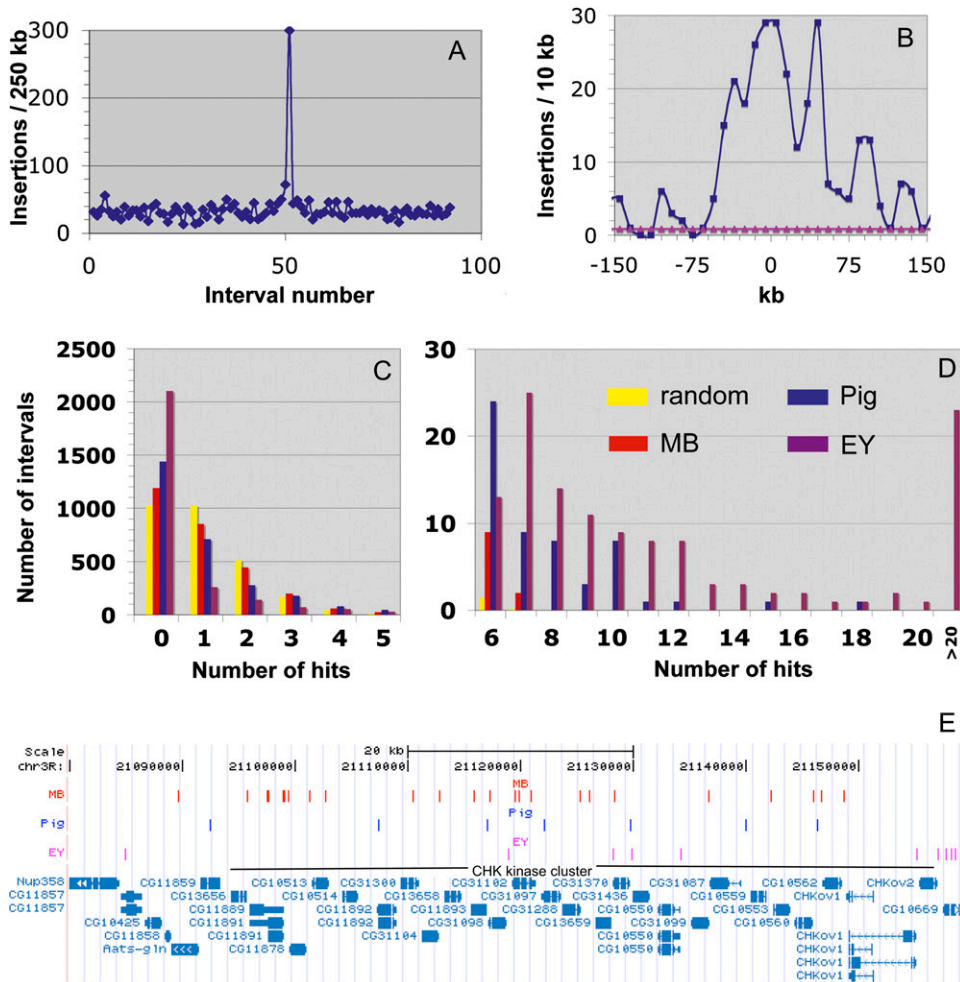 A
Insertions / 250 kb
300
200
100
0
0
50
100
Interval number
B
Insertions / 10 kb
30
20
10
0
-150
-75
0
75
150
kb
C
Number of intervals
2500
2000
1500
1000
500
0
0 1 2 3 4 5
Number of hits
D
30
20
10
0
random
Pig
MB
EY
6 8 10 12 14 16 18 20 >20
Number of hits
E
Scale
20 kb
chr3R:
21090000
21100000
21110000
21120000
21130000
21140000
21150000
MB
MB
Pig
Pig
EY
EY
CHK kinase cluster
Nup358 CG11859 CG10513 CG31300 CG31102 CG31370 CG31087 CG10562 CHKov2
CG11857 CG13656 CG10514 CG13658 CG31097 CG31436 CG10559 CHKov1
CG11857 CG11889 CG11892 CG11893 CG31288 CG10550 CG10553 CG10669
CG10425 CG11891 CG11892 CG31098 CG13659 CG31099 CG10560
CG11858 CG11891 CG31104 CG10550 CHKov1
Aats-gln CG11878 CG10550 CHKov1
CHKov1